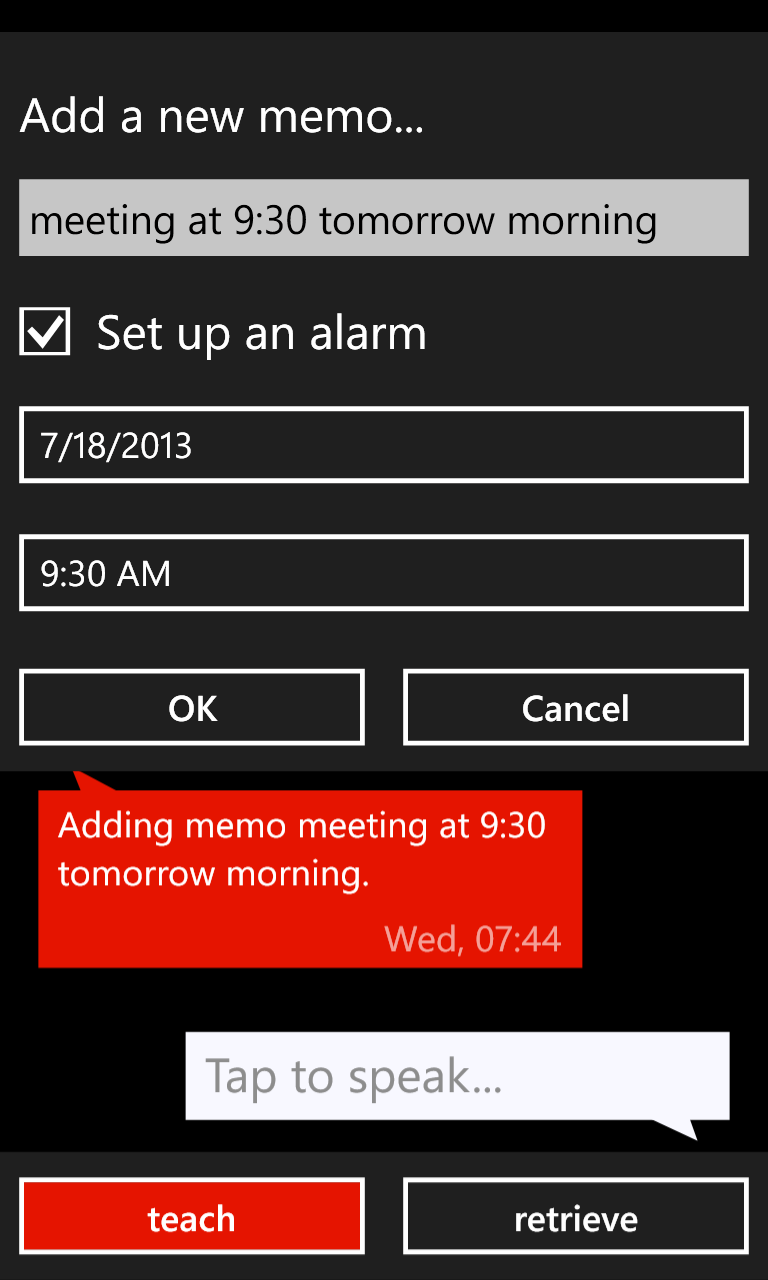 Add a new memo...
meeting at 9:30 tomorrow morning
Set up an alarm
7/18/2013
9:30 AM
OK
Cancel
Adding memo meeting at 9:30
tomorrow morning.
Wed, 07:44
Tap to speak...
teach
retrieve